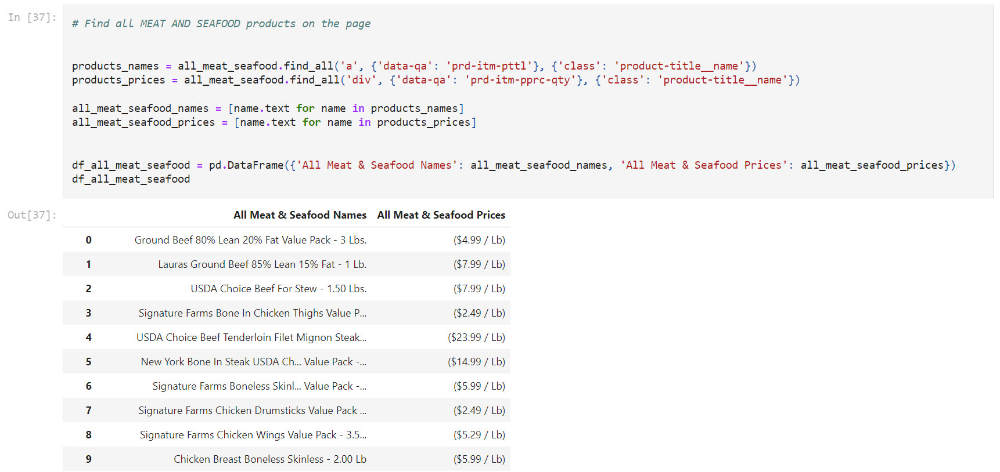 In [37]:
# Find all MEAT AND SEAFOOD products on the page
products_names = all_meat_seafood.find_all('a', {'data-qa': 'prd-itm-pttl'}, {'class': 'product-title__name'})
products_prices = all_meat_seafood.find_all('div', {'data-qa': 'prd-itm-pprc-qty'}, {'class': 'product-title__name'})
all_meat_seafood_names = [name.text for name in products_names]
all_meat_seafood_prices = [name.text for name in products_prices]
df_all_meat_seafood = pd.DataFrame({'All Meat & Seafood Names': all_meat_seafood_names, 'All Meat & Seafood Prices': all_meat_seafood_prices})
df_all_meat_seafood
Out[37]:
All Meat & Seafood Names All Meat & Seafood Prices
0 Ground Beef 80% Lean 20% Fat Value Pack - 3 Lbs. ($4.99 / Lb)
1 Lauras Ground Beef 85% Lean 15% Fat - 1 Lb. ($7.99 / Lb)
2 USDA Choice Beef For Stew - 1.50 Lbs. ($7.99 / Lb)
3 Signature Farms Bone In Chicken Thighs Value P... ($2.49 / Lb)
4 USDA Choice Beef Tenderloin Filet Mignon Steak... ($23.99 / Lb)
5 New York Bone In Steak USDA Ch... Value Pack -... ($14.99 / Lb)
6 Signature Farms Boneless Skinl... Value Pack -... ($5.99 / Lb)
7 Signature Farms Chicken Drumsticks Value Pack ... ($2.49 / Lb)
8 Signature Farms Chicken Wings Value Pack - 3.5... ($5.29 / Lb)
9 Chicken Breast Boneless Skinless - 2.00 Lb ($5.99 / Lb)